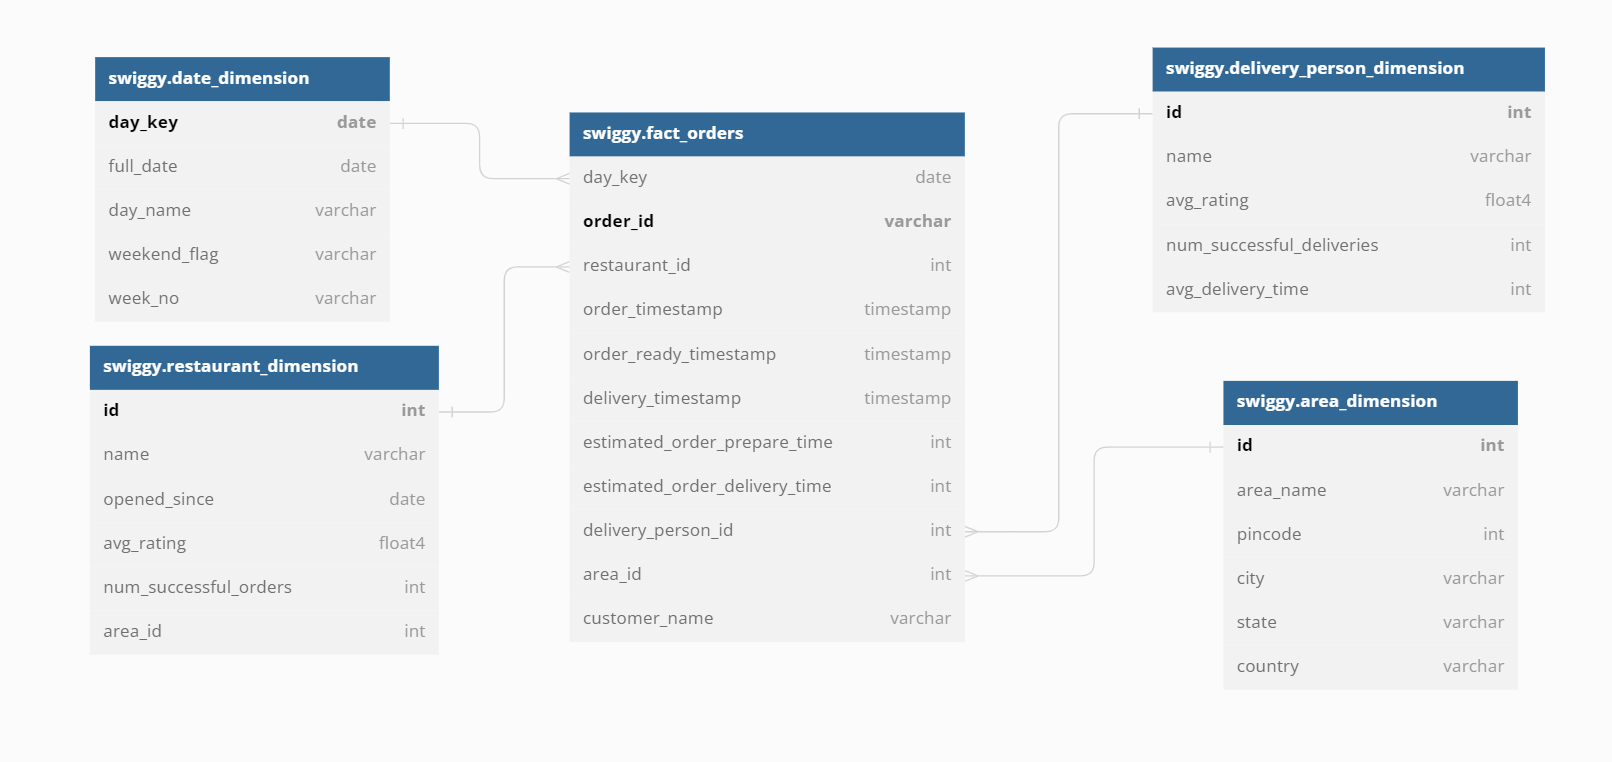 swiggy.date_dimension
day_key date
full_date date
day_name varchar
weekend_flag varchar
week_no varchar
swiggy.restaurant_dimension
id int
name varchar
opened_since date
avg_rating float4
num_successful_orders int
area_id int
swiggy.fact_orders
day_key date
order_id varchar
restaurant_id int
order_timestamp timestamp
order_ready_timestamp timestamp
delivery_timestamp timestamp
estimated_order_prepare_time int
estimated_order_delivery_time int
delivery_person_id int
area_id int
customer_name varchar
swiggy.delivery_person_dimension
id int
name varchar
avg_rating float4
num_successful_deliveries int
avg_delivery_time int
swiggy.area_dimension
id int
area_name varchar
pincode int
city varchar
state varchar
country varchar